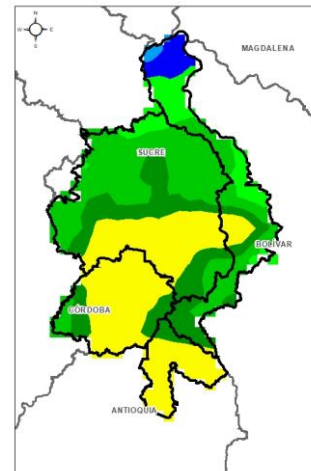 N
W E
S
MAGDALENA
SUCRE
BOLIVAR
CORDOBA
ANTIOQUIA